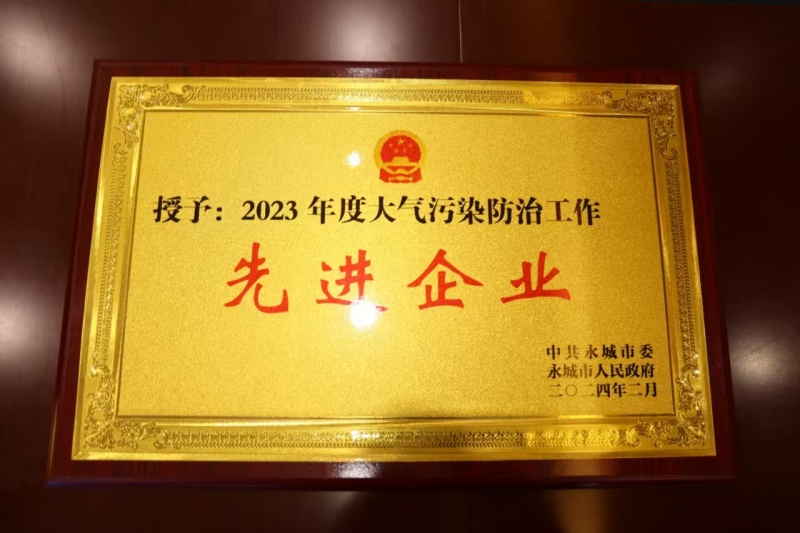 授予：2023 年度大气污染防治工作
先进企业
中共永城市委
永城市人民政府
二〇二四年二月